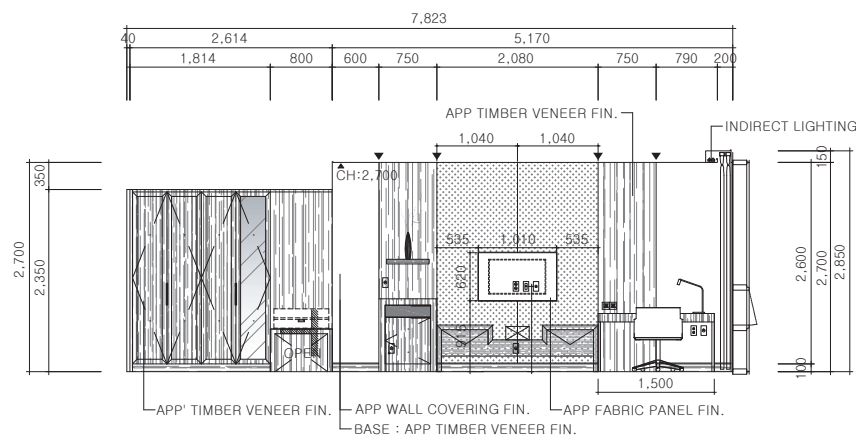 7,823
40 2,614 5,170
1,814 800 600 750 2,080 750 790 200
APP TIMBER VENEER FIN.
INDIRECT LIGHTING
1,040 1,040
150
350
CH:2,700
535 1,010 535
2,700
2,350
620
2,600
2,700
2,850
OPEN
100
1,500
APP' TIMBER VENEER FIN.
APP WALL COVERING FIN.
APP FABRIC PANEL FIN.
BASE : APP TIMBER VENEER FIN.